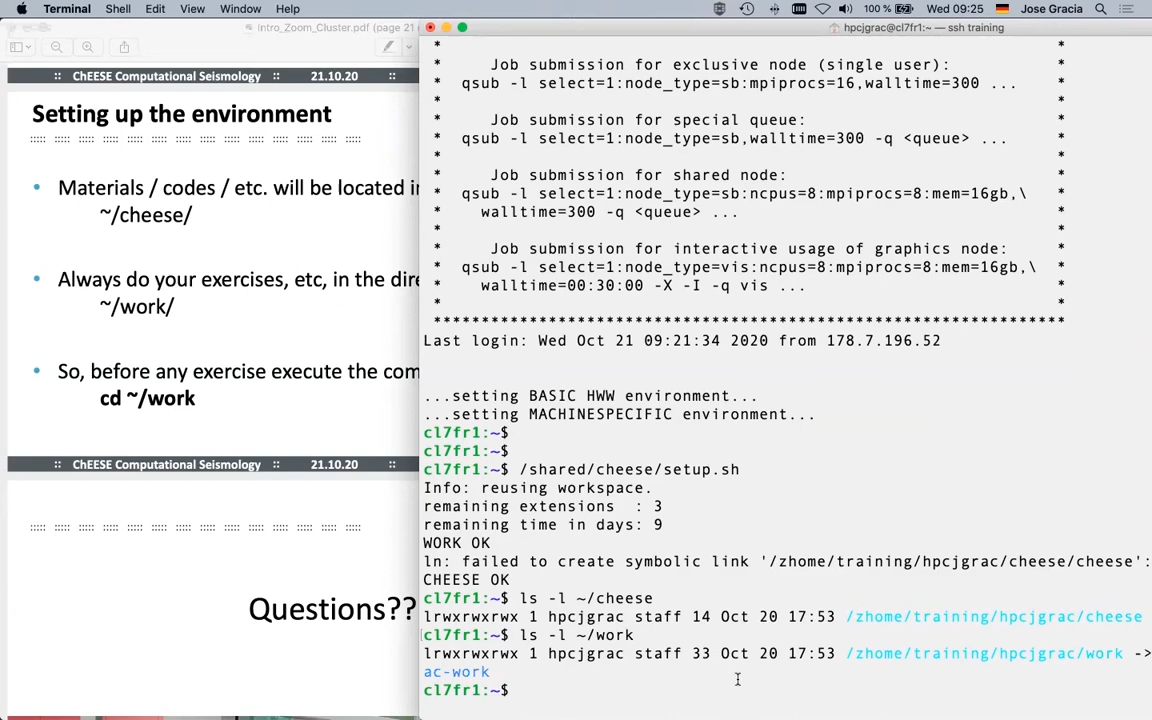 Terminal Shell Edit View Window Help 100 % Wed 09:25 Jose Gracia
Intro_Zoom_Cluster.pdf (page 21
hpcjgrac@cl7fr1:~ — ssh training
:: ChEESE Computational Seismology :: 21.10.20 ::
Setting up the environment
• Materials / codes / etc. will be located in
~/cheese/
• Always do your exercises, etc, in the dire
~/work/
• So, before any exercise execute the com
cd ~/work
:: ChEESE Computational Seismology :: 21.10.20 ::
Questions??
* *
* Job submission for exclusive node (single user): *
* qsub -l select=1:node_type=sb:mpiprocs=16,walltime=300 ... *
* *
* Job submission for special queue: *
* qsub -l select=1:node_type=sb,walltime=300 -q <queue> ... *
* *
* Job submission for shared node: *
* qsub -l select=1:node_type=sb:ncpus=8:mpiprocs=8:mem=16gb,\ *
* walltime=300 -q <queue> ... *
* *
* Job submission for interactive usage of graphics node: *
* qsub -l select=1:node_type=vis:ncpus=8:mpiprocs=8:mem=16gb,\ *
* walltime=00:30:00 -X -I -q vis ... *
* *
******************************************************************
Last login: Wed Oct 21 09:21:34 2020 from 178.7.196.52
...setting BASIC HWW environment...
...setting MACHINESPECIFIC environment...
cl7fr1:~$
cl7fr1:~$
cl7fr1:~$ /shared/cheese/setup.sh
Info: reusing workspace.
remaining extensions : 3
remaining time in days: 9
WORK OK
ln: failed to create symbolic link '/zhome/training/hpcjgrac/cheese/cheese':
CHEESE OK
cl7fr1:~$ ls -l ~/cheese
lrwxrwxrwx 1 hpcjgrac staff 14 Oct 20 17:53 /zhome/training/hpcjgrac/cheese
cl7fr1:~$ ls -l ~/work
lrwxrwxrwx 1 hpcjgrac staff 33 Oct 20 17:53 /zhome/training/hpcjgrac/work ->
ac-work
cl7fr1:~$